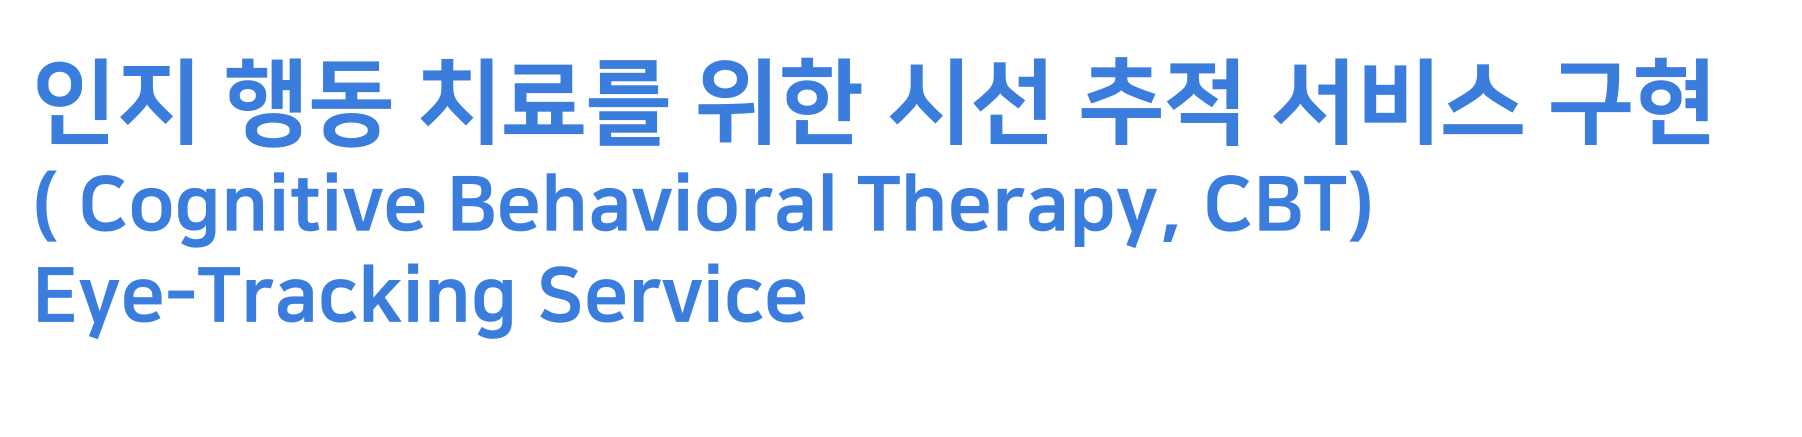 인지 행동 치료를 위한 시선 추적 서비스 구현
( Cognitive Behavioral Therapy, CBT)
Eye-Tracking Service